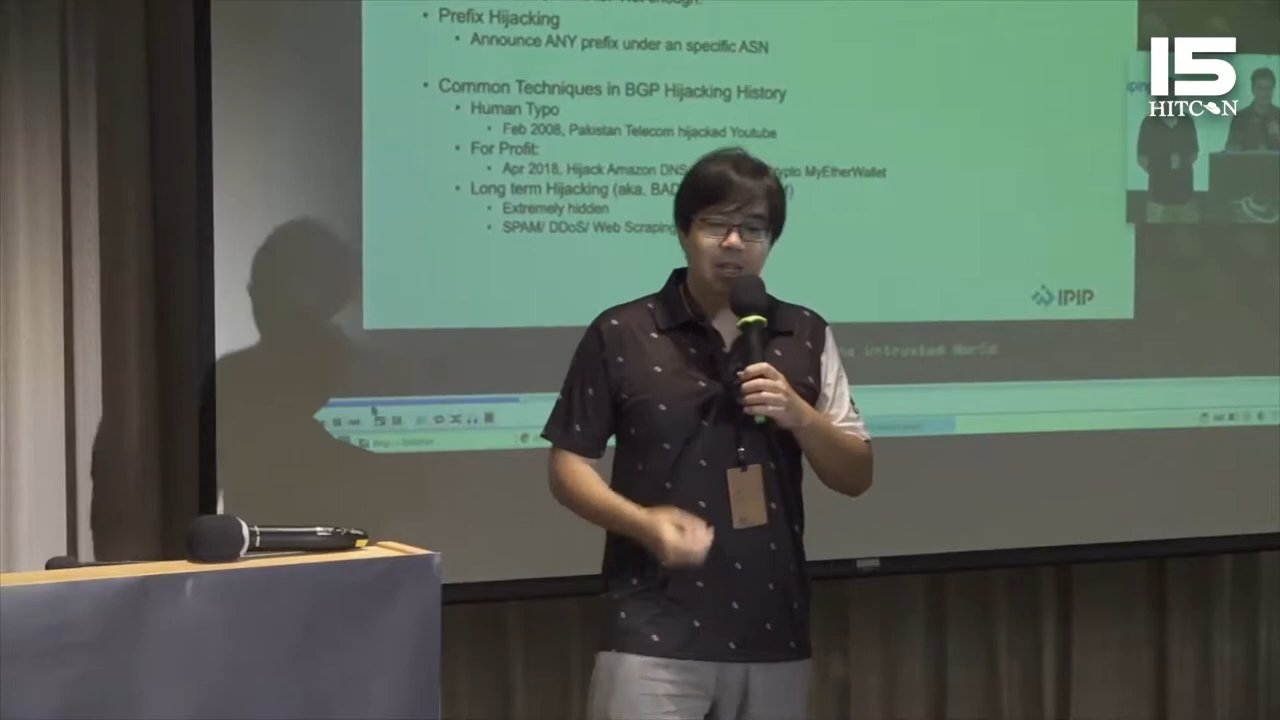 15
HITCON
• Prefix Hijacking
• Announce ANY prefix under an specific ASN
• Common Techniques in BGP Hijacking History
• Human Typo
• Feb 2008, Pakistan Telecom hijacked Youtube
• For Profit:
• Apr 2018, Hijack Amazon DNS MyEtherWallet
• Long term Hijacking (aka.
• Extremely hidden
• SPAM/ DDoS/ Web Scraping
IPIP
Untrusted World